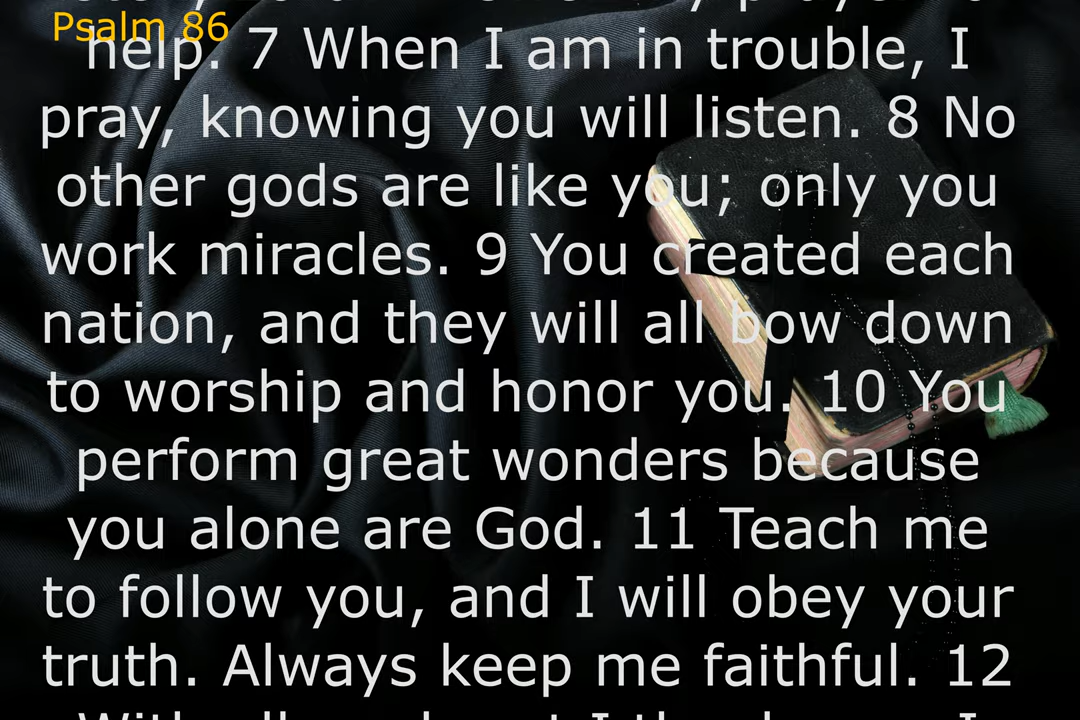 Psalm 86
help. 7 When I am in trouble, I
pray, knowing you will listen. 8 No
other gods are like you; only you
work miracles. 9 You created each
nation, and they will all bow down
to worship and honor you. 10 You
perform great wonders because
you alone are God. 11 Teach me
to follow you, and I will obey your
truth. Always keep me faithful. 12